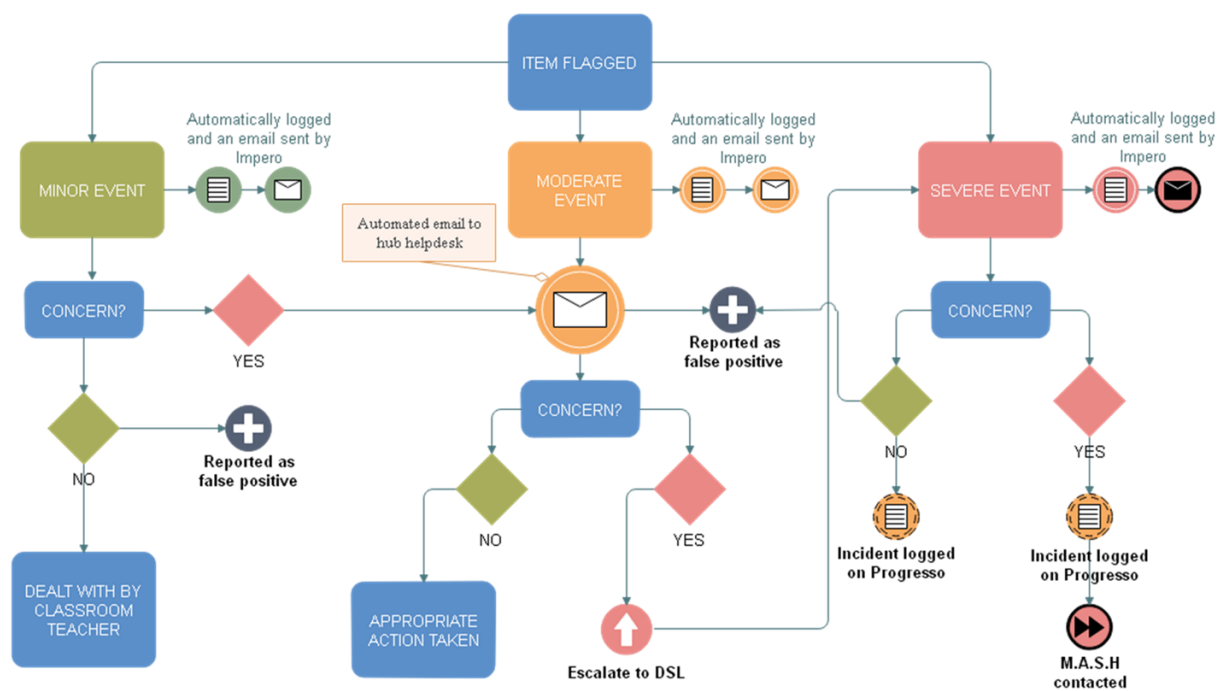 ITEM FLAGGED
Automatically logged
and an email sent by
Impero
Automatically logged
and an email sent by
Impero
Automatically logged
and an email sent by
Impero
MINOR EVENT
MODERATE
EVENT
SEVERE EVENT
Automated email to
hub helpdesk
CONCERN?
YES
Reported as
false positive
CONCERN?
CONCERN?
NO
Reported as
false positive
NO
YES
NO
YES
DEALT WITH BY
CLASSROOM
TEACHER
APPROPRIATE
ACTION TAKEN
Escalate to DSL
Incident logged
on Progresso
Incident logged
on Progresso
M.A.S.H
contacted